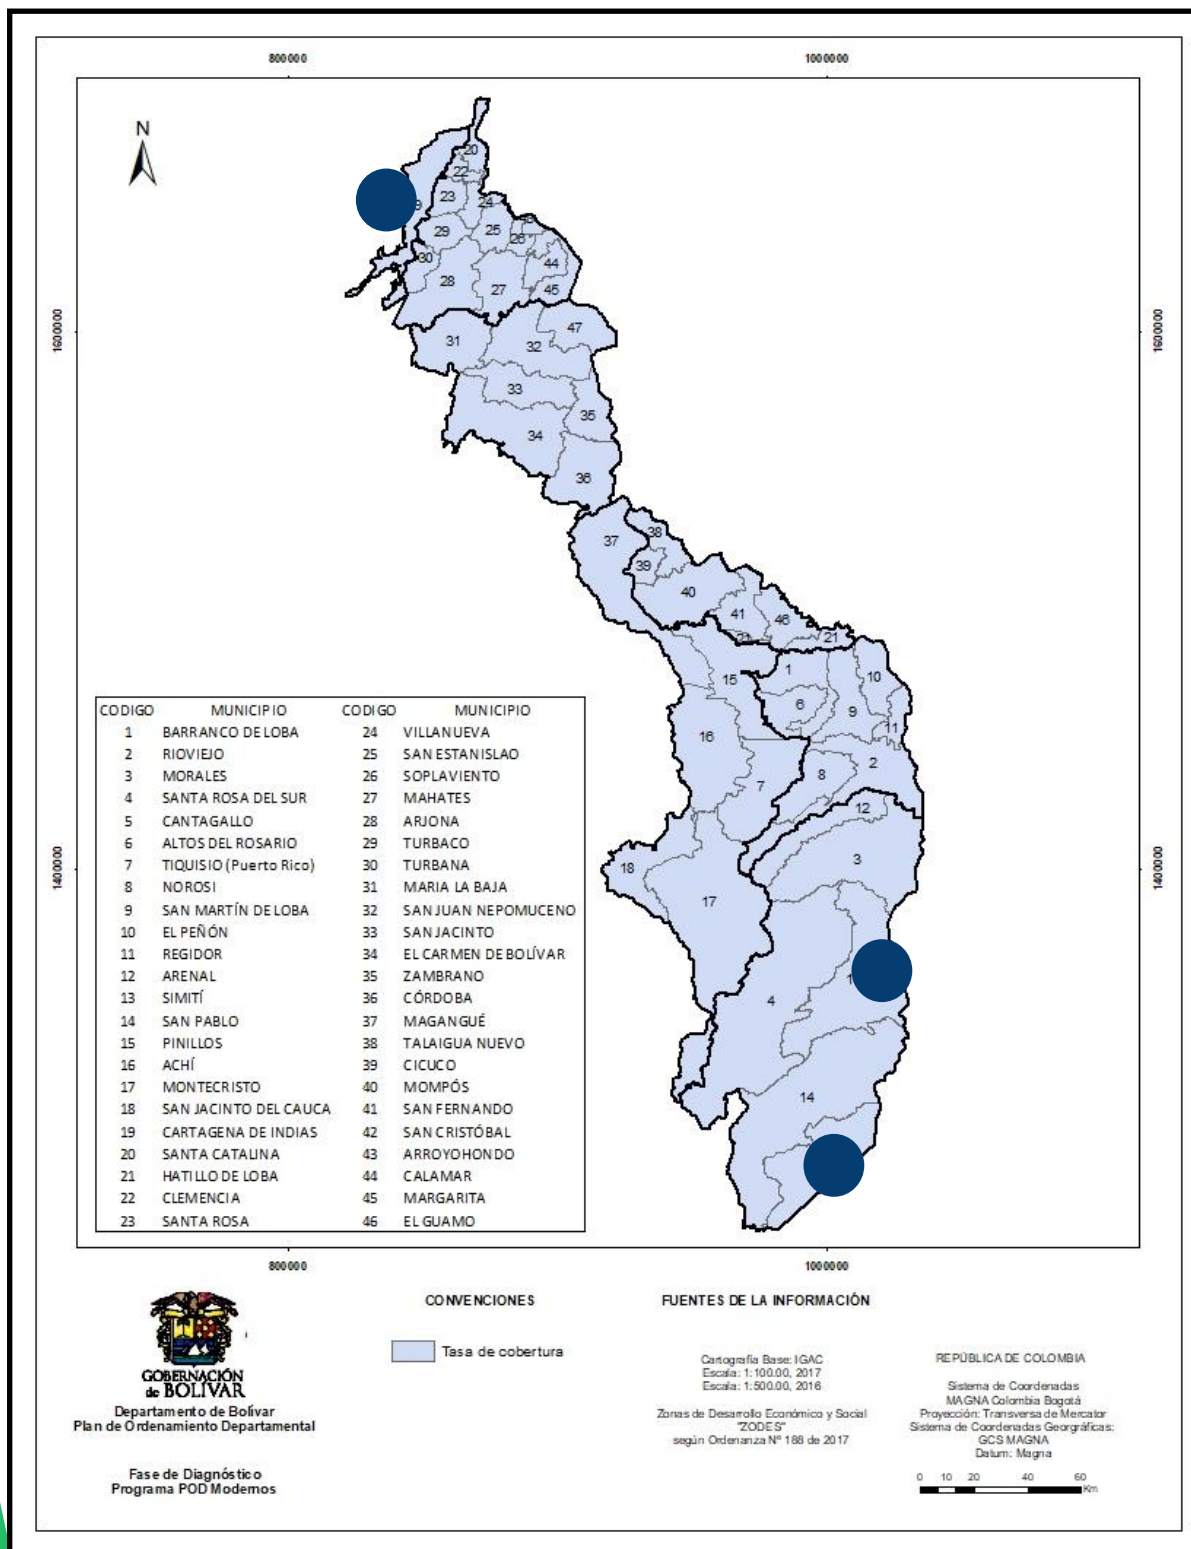 800000 1000000
N
20
22
23
24
29
25
26
30
44
28
27
45
1600000 1600000
47
31
32
33
35
34
36
38
37
39
40
41
46
21
1
10
15
6
9
11
16
2
8
7
12
3
1400000 1400000
18
17
4
14
CODIGO MUNICIPIO CODIGO MUNICIPIO
1 BARRANCO DE LOBA 24 VILLANUEVA
2 RIOVIEJO 25 SAN ESTANISLAO
3 MORALES 26 SOPLAVIENTO
4 SANTA ROSA DEL SUR 27 MAHATES
5 CANTAGALLO 28 ARJONA
6 ALTOS DEL ROSARIO 29 TURBACO
7 TIQUISIO (Puerto Rico) 30 TURBANA
8 NOROSI 31 MARIA LA BAJA
9 SAN MARTÍN DE LOBA 32 SAN JUAN NEPOMUCENO
10 EL PEÑÓN 33 SAN JACINTO
11 REGIDOR 34 EL CARMEN DE BOLÍVAR
12 ARENAL 35 ZAMBRANO
13 SIMITÍ 36 CÓRDOBA
14 SAN PABLO 37 MAGANGUÉ
15 PINILLOS 38 TALAIGUA NUEVO
16 ACHÍ 39 CICUCO
17 MONTECRISTO 40 MOMPÓS
18 SAN JACINTO DEL CAUCA 41 SAN FERNANDO
19 CARTAGENA DE INDIAS 42 SAN CRISTÓBAL
20 SANTA CATALINA 43 ARROYOHONDO
21 HATILLO DE LOBA 44 CALAMAR
22 CLEMENCIA 45 MARGARITA
23 SANTA ROSA 46 EL GUAMO
800000 1000000
GOBERNACIÓN
de BOLÍVAR
Departamento de Bolívar
Plan de Ordenamiento Departamental
Fase de Diagnóstico
Programa POD Modernos
CONVENCIONES
Tasa de cobertura
FUENTES DE LA INFORMACIÓN
Cartografia Base: IGAC
Escala: 1:100.00, 2017
Escala: 1:500.00, 2016
Zonas de Desarrollo Económico y Social
"ZODES"
según Ordenanza N° 188 de 2017
REPÚBLICA DE COLOMBIA
Sistema de Coordenadas
MAGNA Colombia Bogotá
Proyección: Transversa de Mercator
Sistema de Coordenadas Georgráficas:
GCS MAGNA
Datum: Magna
0 10 20 40 60
Km